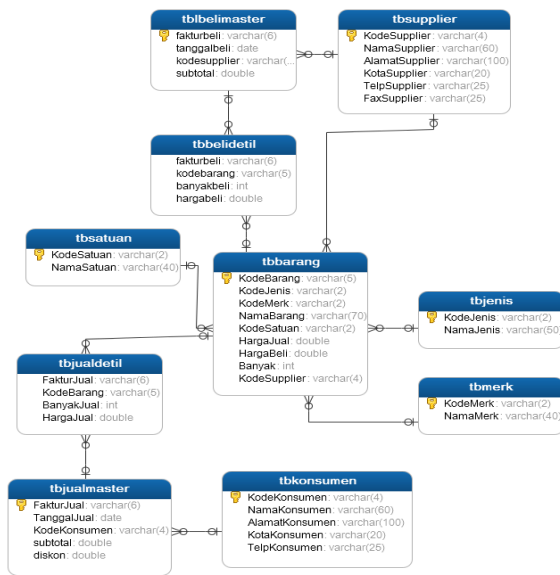 tblbelimaster
fakturbeli: varchar(6)
tanggalbeli: date
kodesupplier: varchar(...
subtotal: double
tbsupplier
KodeSupplier: varchar(4)
NamaSupplier: varchar(60)
AlamatSupplier: varchar(100)
KotaSupplier: varchar(20)
TelpSupplier: varchar(25)
FaxSupplier: varchar(25)
tbbelidetil
fakturbeli: varchar(6)
kodebarang: varchar(5)
banyakbeli: int
hargabeli: double
tbsatuan
KodeSatuan: varchar(2)
NamaSatuan: varchar(40)
tbbarang
KodeBarang: varchar(5)
KodeJenis: varchar(2)
KodeMerk: varchar(2)
NamaBarang: varchar(70)
KodeSatuan: varchar(2)
HargaJual: double
HargaBeli: double
Banyak: int
KodeSupplier: varchar(4)
tbjenis
KodeJenis: varchar(2)
NamaJenis: varchar(50)
tbjualdetil
FakturJual: varchar(6)
KodeBarang: varchar(5)
BanyakJual: int
HargaJual: double
tbmerk
KodeMerk: varchar(2)
NamaMerk: varchar(40)
tbjualmaster
FakturJual: varchar(6)
TanggalJual: date
KodeKonsumen: varchar(4)
subtotal: double
diskon: double
tbkonsumen
KodeKonsumen: varchar(4)
NamaKonsumen: varchar(60)
AlamatKonsumen: varchar(100)
KotaKonsumen: varchar(20)
TelpKonsumen: varchar(25)